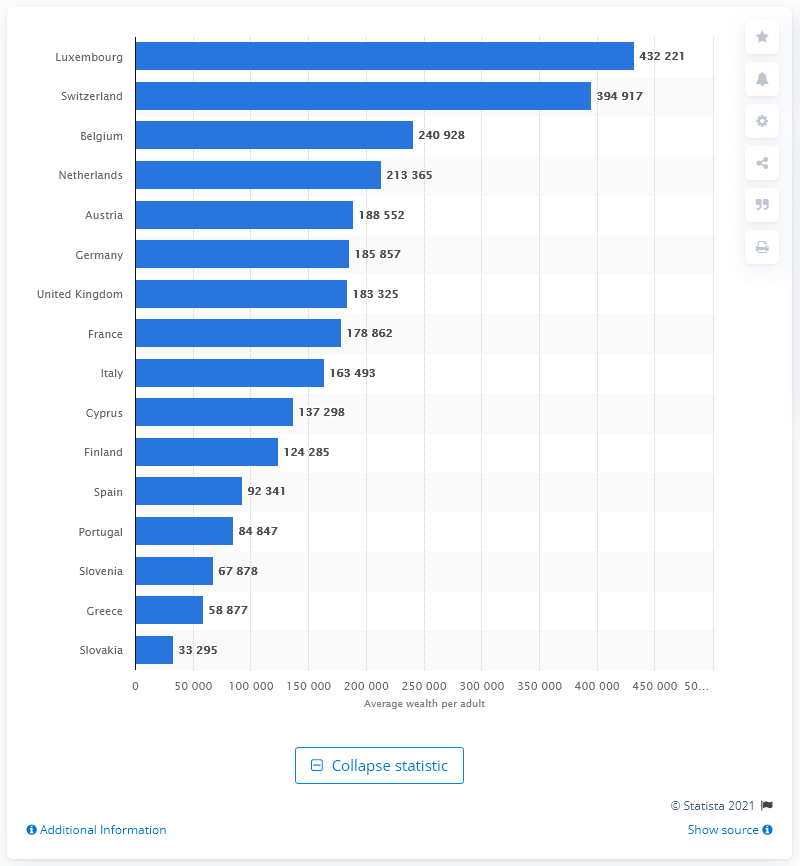 Luxembourg 432 221
Switzerland 394 917
Belgium 240 928
Netherlands 213 365
Austria 188 552
Germany 185 857
United Kingdom 183 325
France 178 862
Italy 163 493
Cyprus 137 298
Finland 124 285
Spain 92 341
Portugal 84 847
Slovenia 67 878
Greece 58 877
Slovakia 33 295
0 50 000 100 000 150 000 200 000 250 000 300 000 350 000 400 000 450 000 50...
Average wealth per adult
Collapse statistic
© Statista 2021
Additional Information Show source